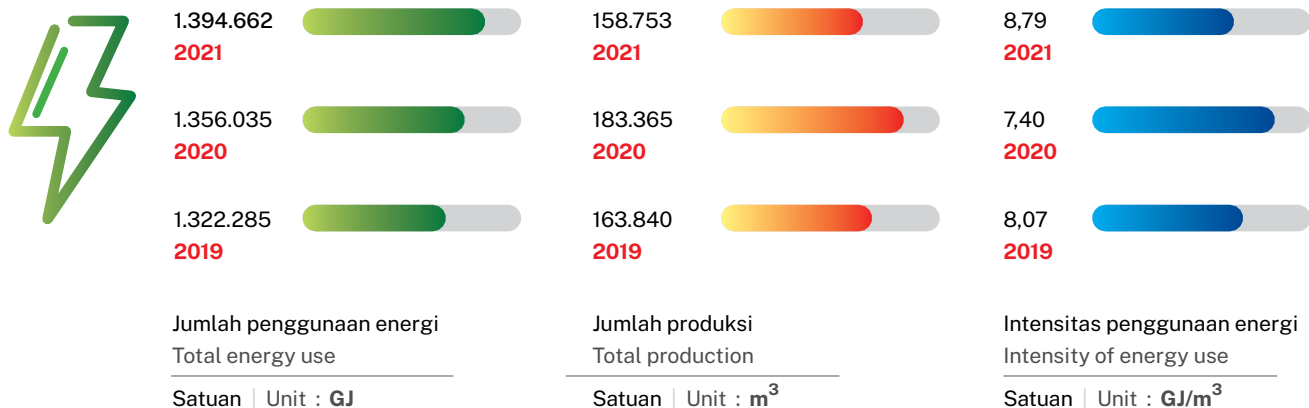 1.394.662
2021
1.356.035
2020
1.322.285
2019
Jumlah penggunaan energi
Total energy use
Satuan | Unit : GJ
158.753
2021
183.365
2020
163.840
2019
Jumlah produksi
Total production
Satuan | Unit : m³
8,79
2021
7,40
2020
8,07
2019
Intensitas penggunaan energi
Intensity of energy use
Satuan | Unit : GJ/m³